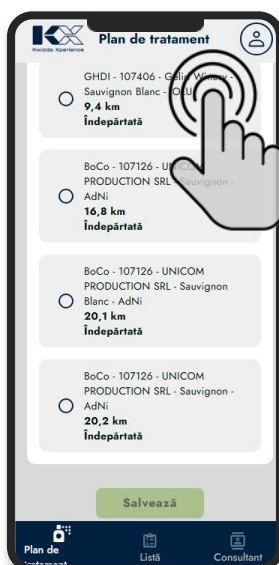 KX
Kwizda Xperience
Plan de tratament
GHDI - 107406 - Gelid Winery -
Sauvignon Blanc -
9,4 km
Îndepărtată
BoCo - 107126 - UNICOM
PRODUCTION SRL - Sauvignon -
AdNi
16,8 km
Îndepărtată
BoCo - 107126 - UNICOM
PRODUCTION SRL - Sauvignon
Blanc - AdNi
20,1 km
Îndepărtată
BoCo - 107126 - UNICOM
PRODUCTION SRL - Sauvignon -
AdNi
20,2 km
Îndepărtată
Salvează
Plan de
tratament
Listă
Consultant